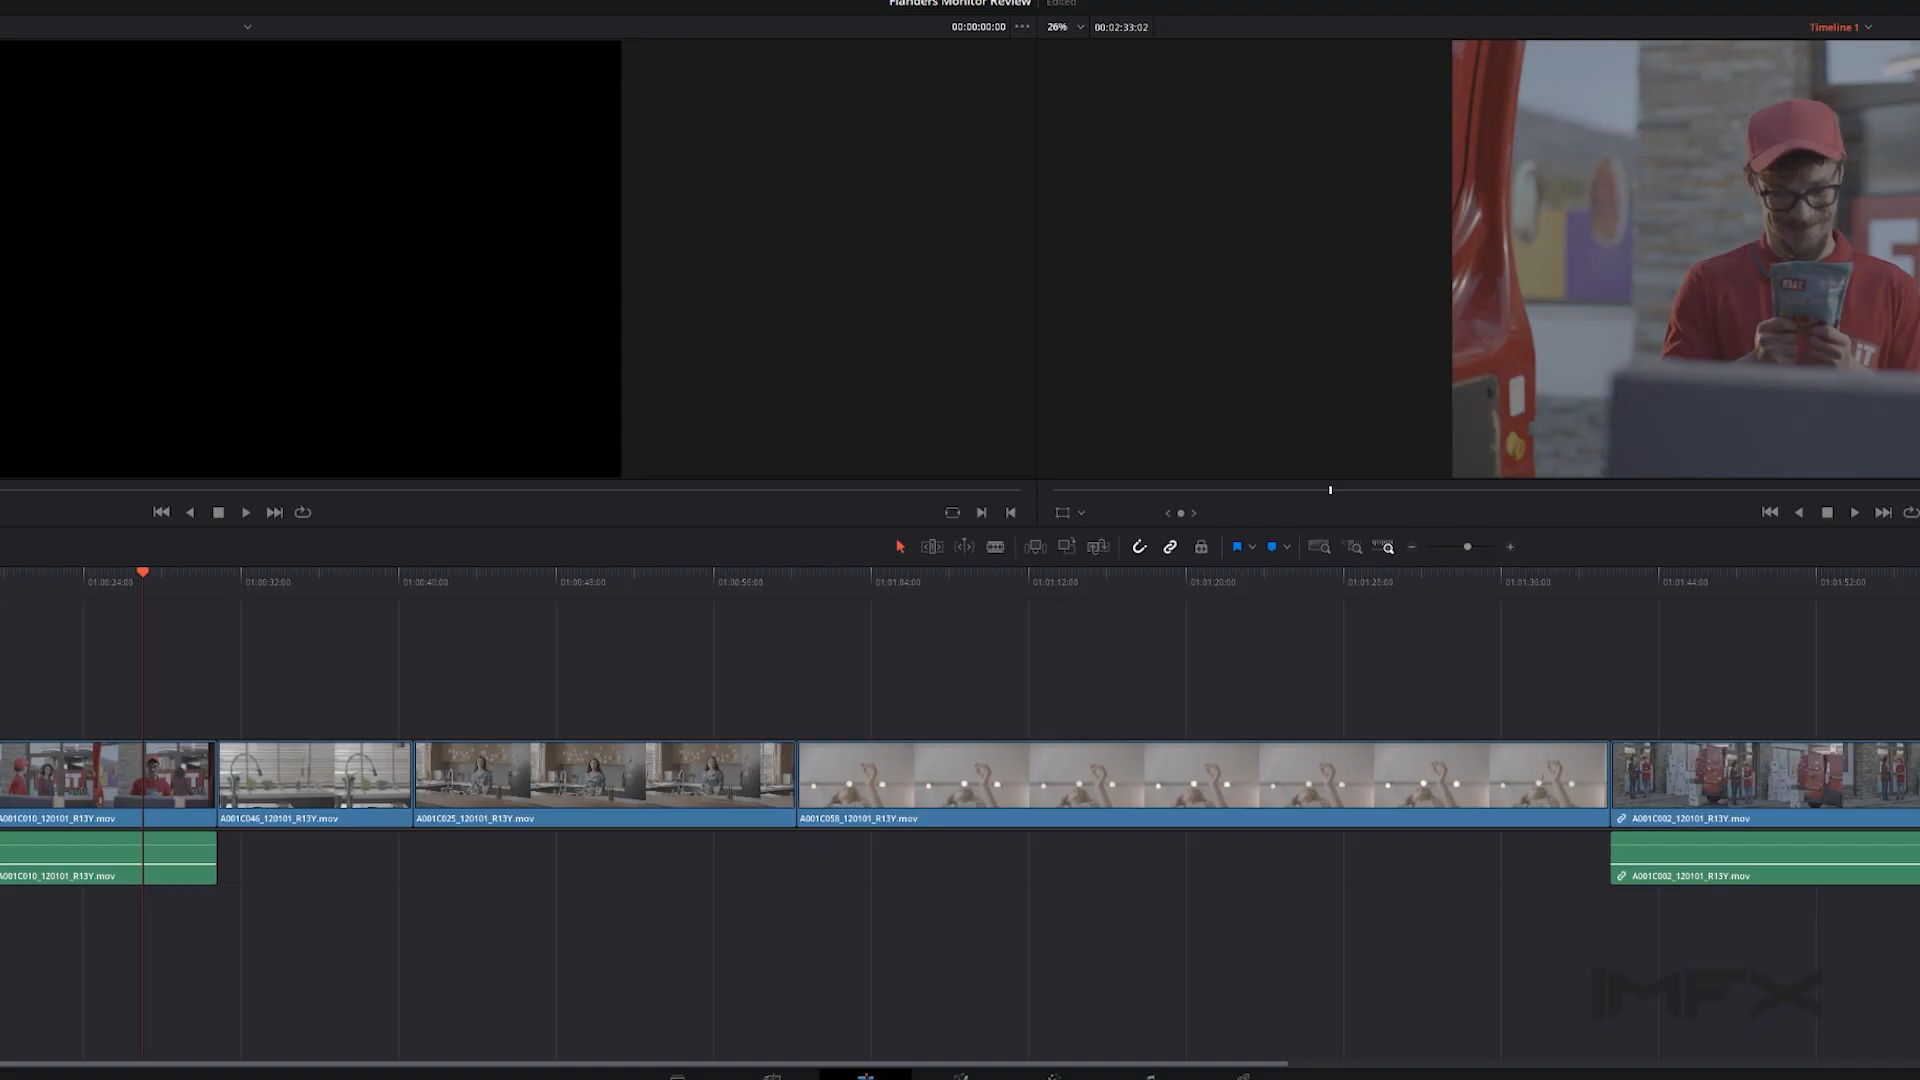 Flanders Monitor Review Edited
00:00:00:00 26% 00:02:33:02 Timeline 1
IT
01:00:24:00 01:00:32:00 01:00:40:00 01:00:48:00 01:00:56:00 01:01:04:00 01:01:12:00 01:01:20:00 01:01:28:00 01:01:36:00 01:01:44:00 01:01:52:00
A001C010_120101_R13Y.mov A001C046_120101_R13Y.mov A001C025_120101_R13Y.mov A001C058_120101_R13Y.mov A001C002_120101_R13Y.mov
A001C010_120101_R13Y.mov A001C002_120101_R13Y.mov
IMFX